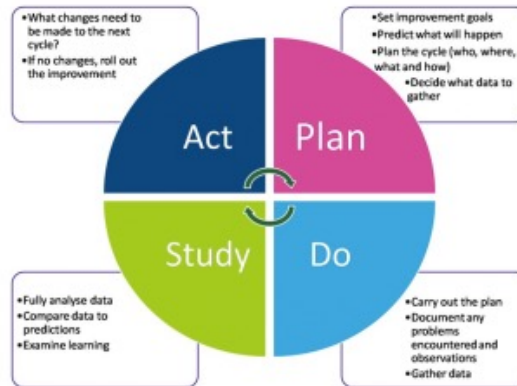 •What changes need to
be made to the next
cycle?
•If no changes, roll out
the improvement
•Set improvement goals
•Predict what will happen
•Plan the cycle (who, where,
what and how)
•Decide what data to
gather
Act
Plan
Study
Do
•Fully analyse data
•Compare data to
predictions
•Examine learning
•Carry out the plan
•Document any
problems
encountered and
observations
•Gather data